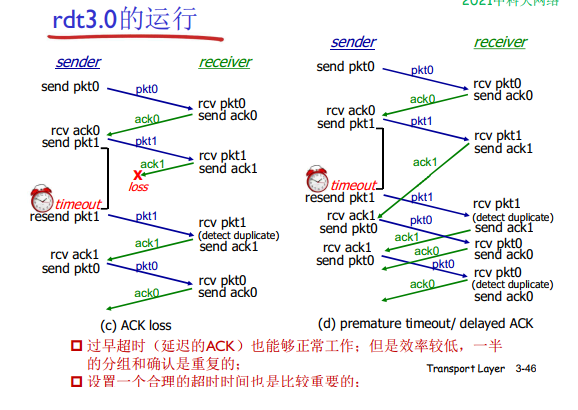 2021中科大网络
rdt3.0的运行
sender
receiver
send pkt0
pkt0
rcv pkt0
send ack0
ack0
rcv ack0
send pkt1
pkt1
rcv pkt1
send ack1
ack1
X
loss
timeout
resend pkt1
pkt1
rcv pkt1
(detect duplicate)
send ack1
ack1
rcv ack1
send pkt0
pkt0
rcv pkt0
send ack0
ack0
(c) ACK loss
sender
receiver
send pkt0
pkt0
rcv pkt0
send ack0
ack0
rcv ack0
send pkt1
pkt1
rcv pkt1
send ack1
ack1
timeout
resend pkt1
pkt1
rcv pkt1
(detect duplicate)
send ack1
rcv ack1
send pkt0
pkt0
ack1
rcv pkt0
send ack0
ack0
rcv ack1
send pkt0
pkt0
rcv pkt0
(detect duplicate)
send ack0
ack0
(d) premature timeout/ delayed ACK
过早超时（延迟的ACK）也能够正常工作；但是效率较低，一半
的分组和确认是重复的；
设置一个合理的超时时间也是比较重要的；
Transport Layer 3-46